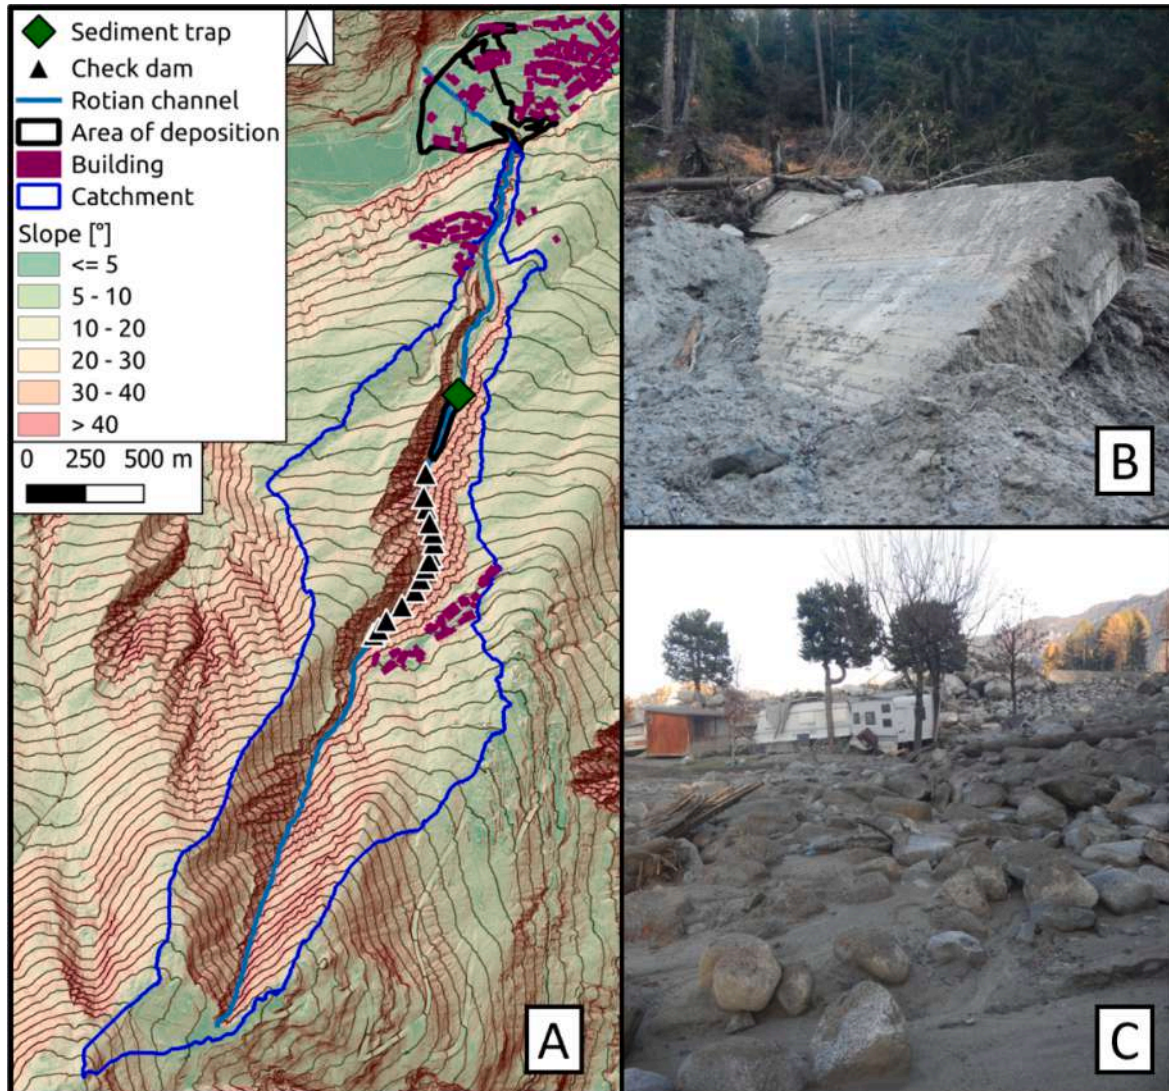 Sediment trap
Check dam
Rotian channel
Area of deposition
Building
Catchment
Slope [°]
<= 5
5 - 10
10 - 20
20 - 30
30 - 40
> 40
0 250 500 m
A
B
C